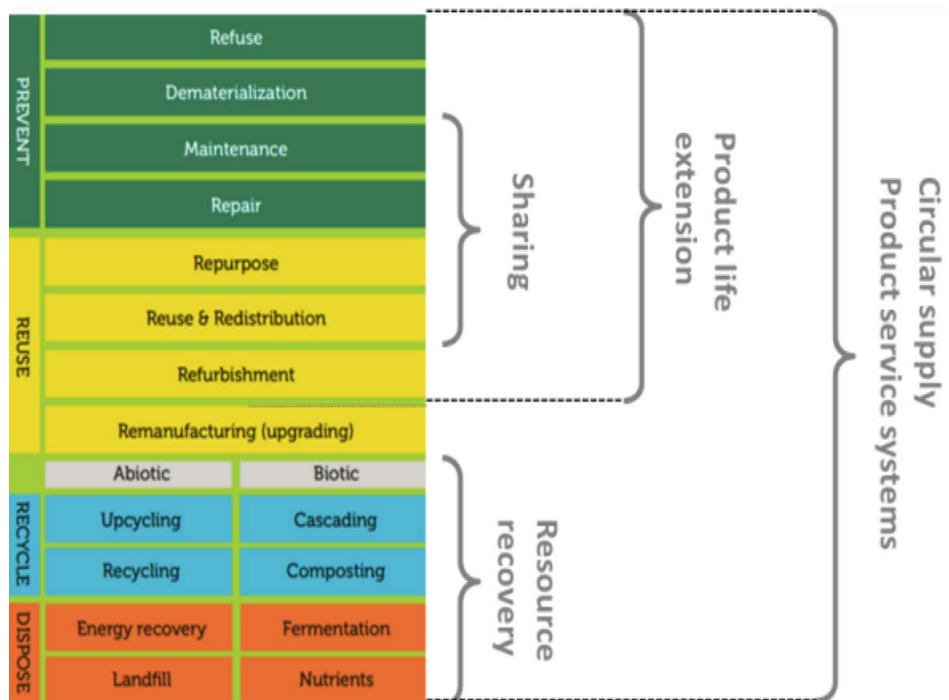 PREVENT
Refuse
Dematerialization
Maintenance
Repair
REUSE
Repurpose
Reuse & Redistribution
Refurbishment
Remanufacturing (upgrading)
Abiotic
Biotic
RECYCLE
Upcycling
Cascading
Recycling
Composting
DISPOSE
Energy recovery
Fermentation
Landfill
Nutrients
Sharing
Product life
extension
Resource
recovery
Circular supply
Product service systems